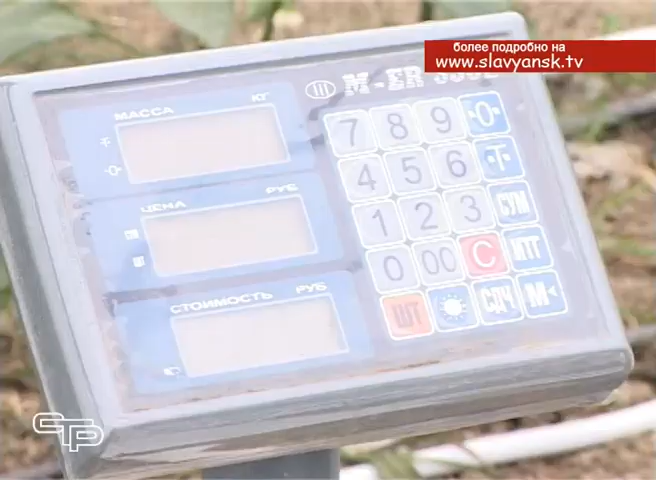 более подробно на
www.slavyansk.tv
M-ER
МАССА КГ
ЦЕНА РУБ
СТОИМОСТЬ РУБ
7 8 9 →0←
4 5 6 →T←
1 2 3 СУМ
0 00 C ИТГ
ШТ СДЧ M
СТР